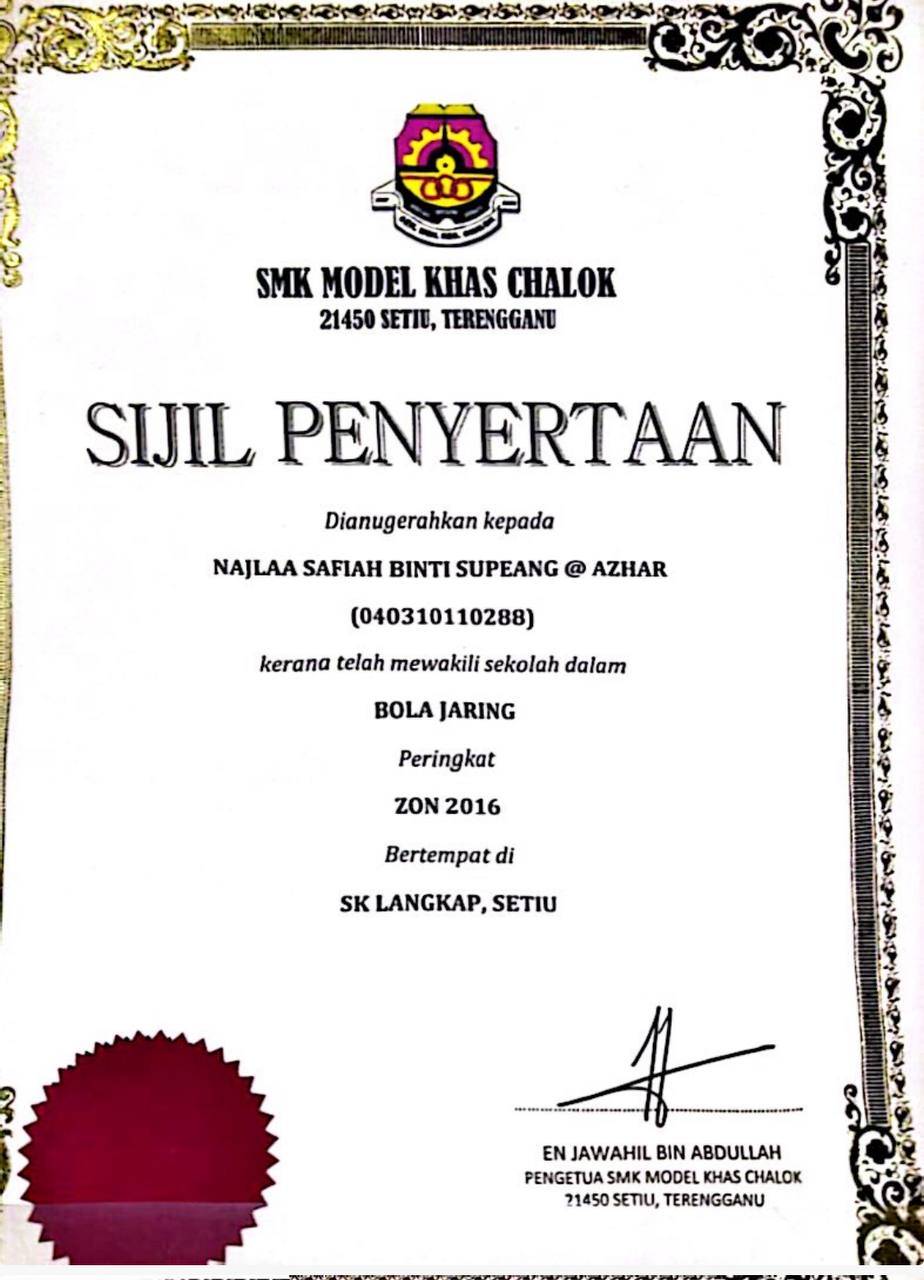 SMK MODEL KHAS CHALOK
21450 SETIU, TERENGGANU
SIJIL PENYERTAAN
Dianugerahkan kepada
NAJLAA SAFIAH BINTI SUPEANG @ AZHAR
(040310110288)
kerana telah mewakili sekolah dalam
BOLA JARING
Peringkat
ZON 2016
Bertempat di
SK LANGKAP, SETIU
EN JAWAHIL BIN ABDULLAH
PENGETUA SMK MODEL KHAS CHALOK
21450 SETIU, TERENGGANU